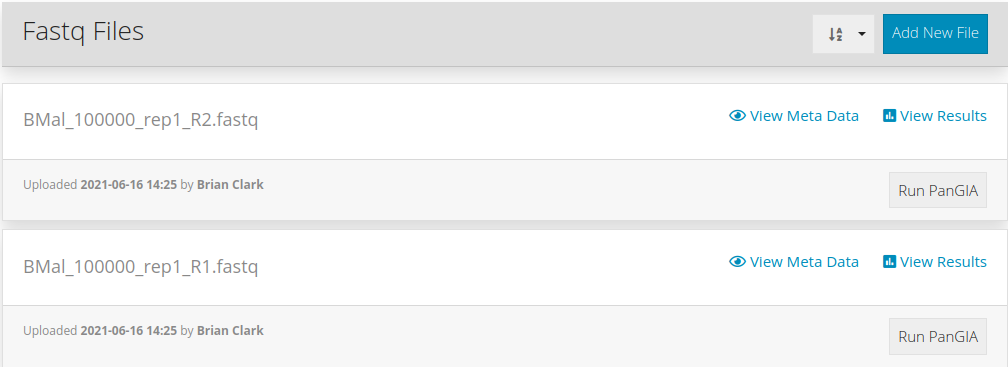 Fastq Files
Add New File
BMal_100000_rep1_R2.fastq
View Meta Data View Results
Uploaded 2021-06-16 14:25 by Brian Clark
Run PanGIA
BMal_100000_rep1_R1.fastq
View Meta Data View Results
Uploaded 2021-06-16 14:25 by Brian Clark
Run PanGIA